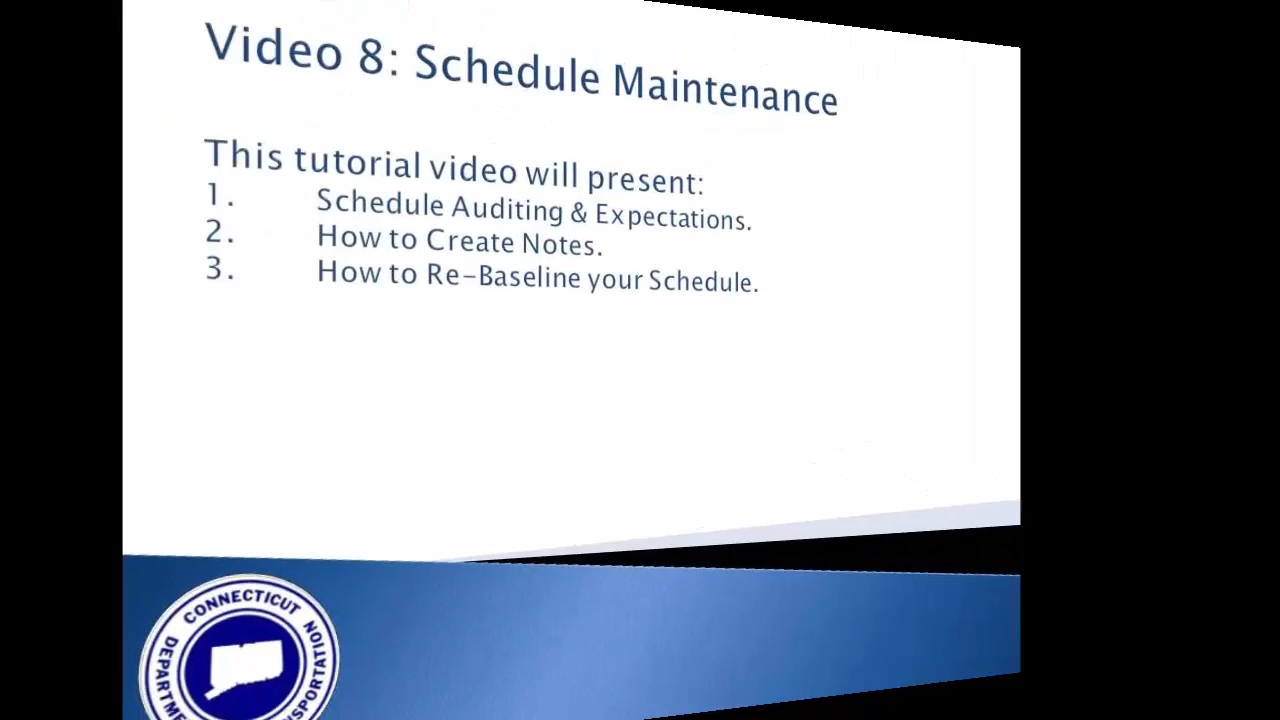 Video 8: Schedule Maintenance
This tutorial video will present:
1. Schedule Auditing & Expectations.
2. How to Create Notes.
3. How to Re-Baseline your Schedule.
CONNECTICUT